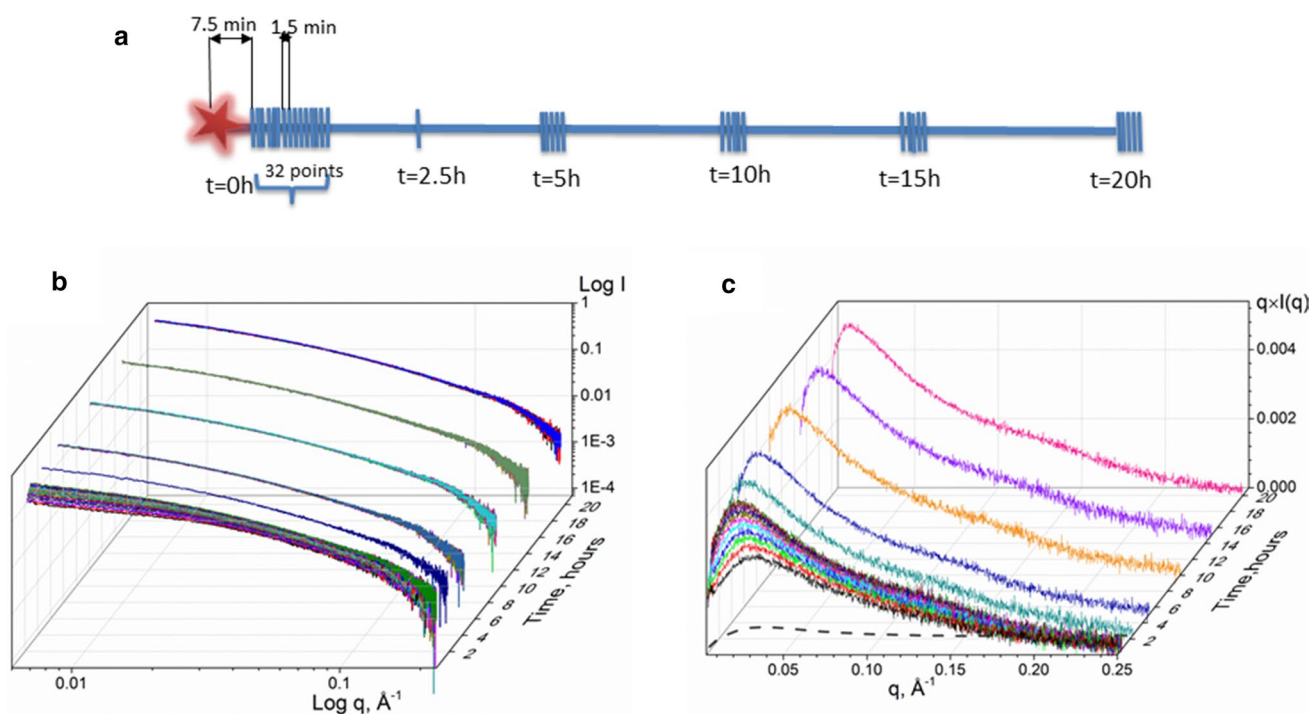 a
7.5 min
1.5 min
t=0h
32 points
t=2.5h
t=5h
t=10h
t=15h
t=20h
b
Log I
1
0.1
0.01
1E-3
1E-4
20
18
16
14
12
10
8
6
4
2
Time, hours
0.01
0.1
Log q, Å⁻¹
c
q×I(q)
0.004
0.002
0.000
20
18
16
14
12
10
8
6
4
2
Time,hours
0.05
0.10
0.15
0.20
0.25
q, Å⁻¹